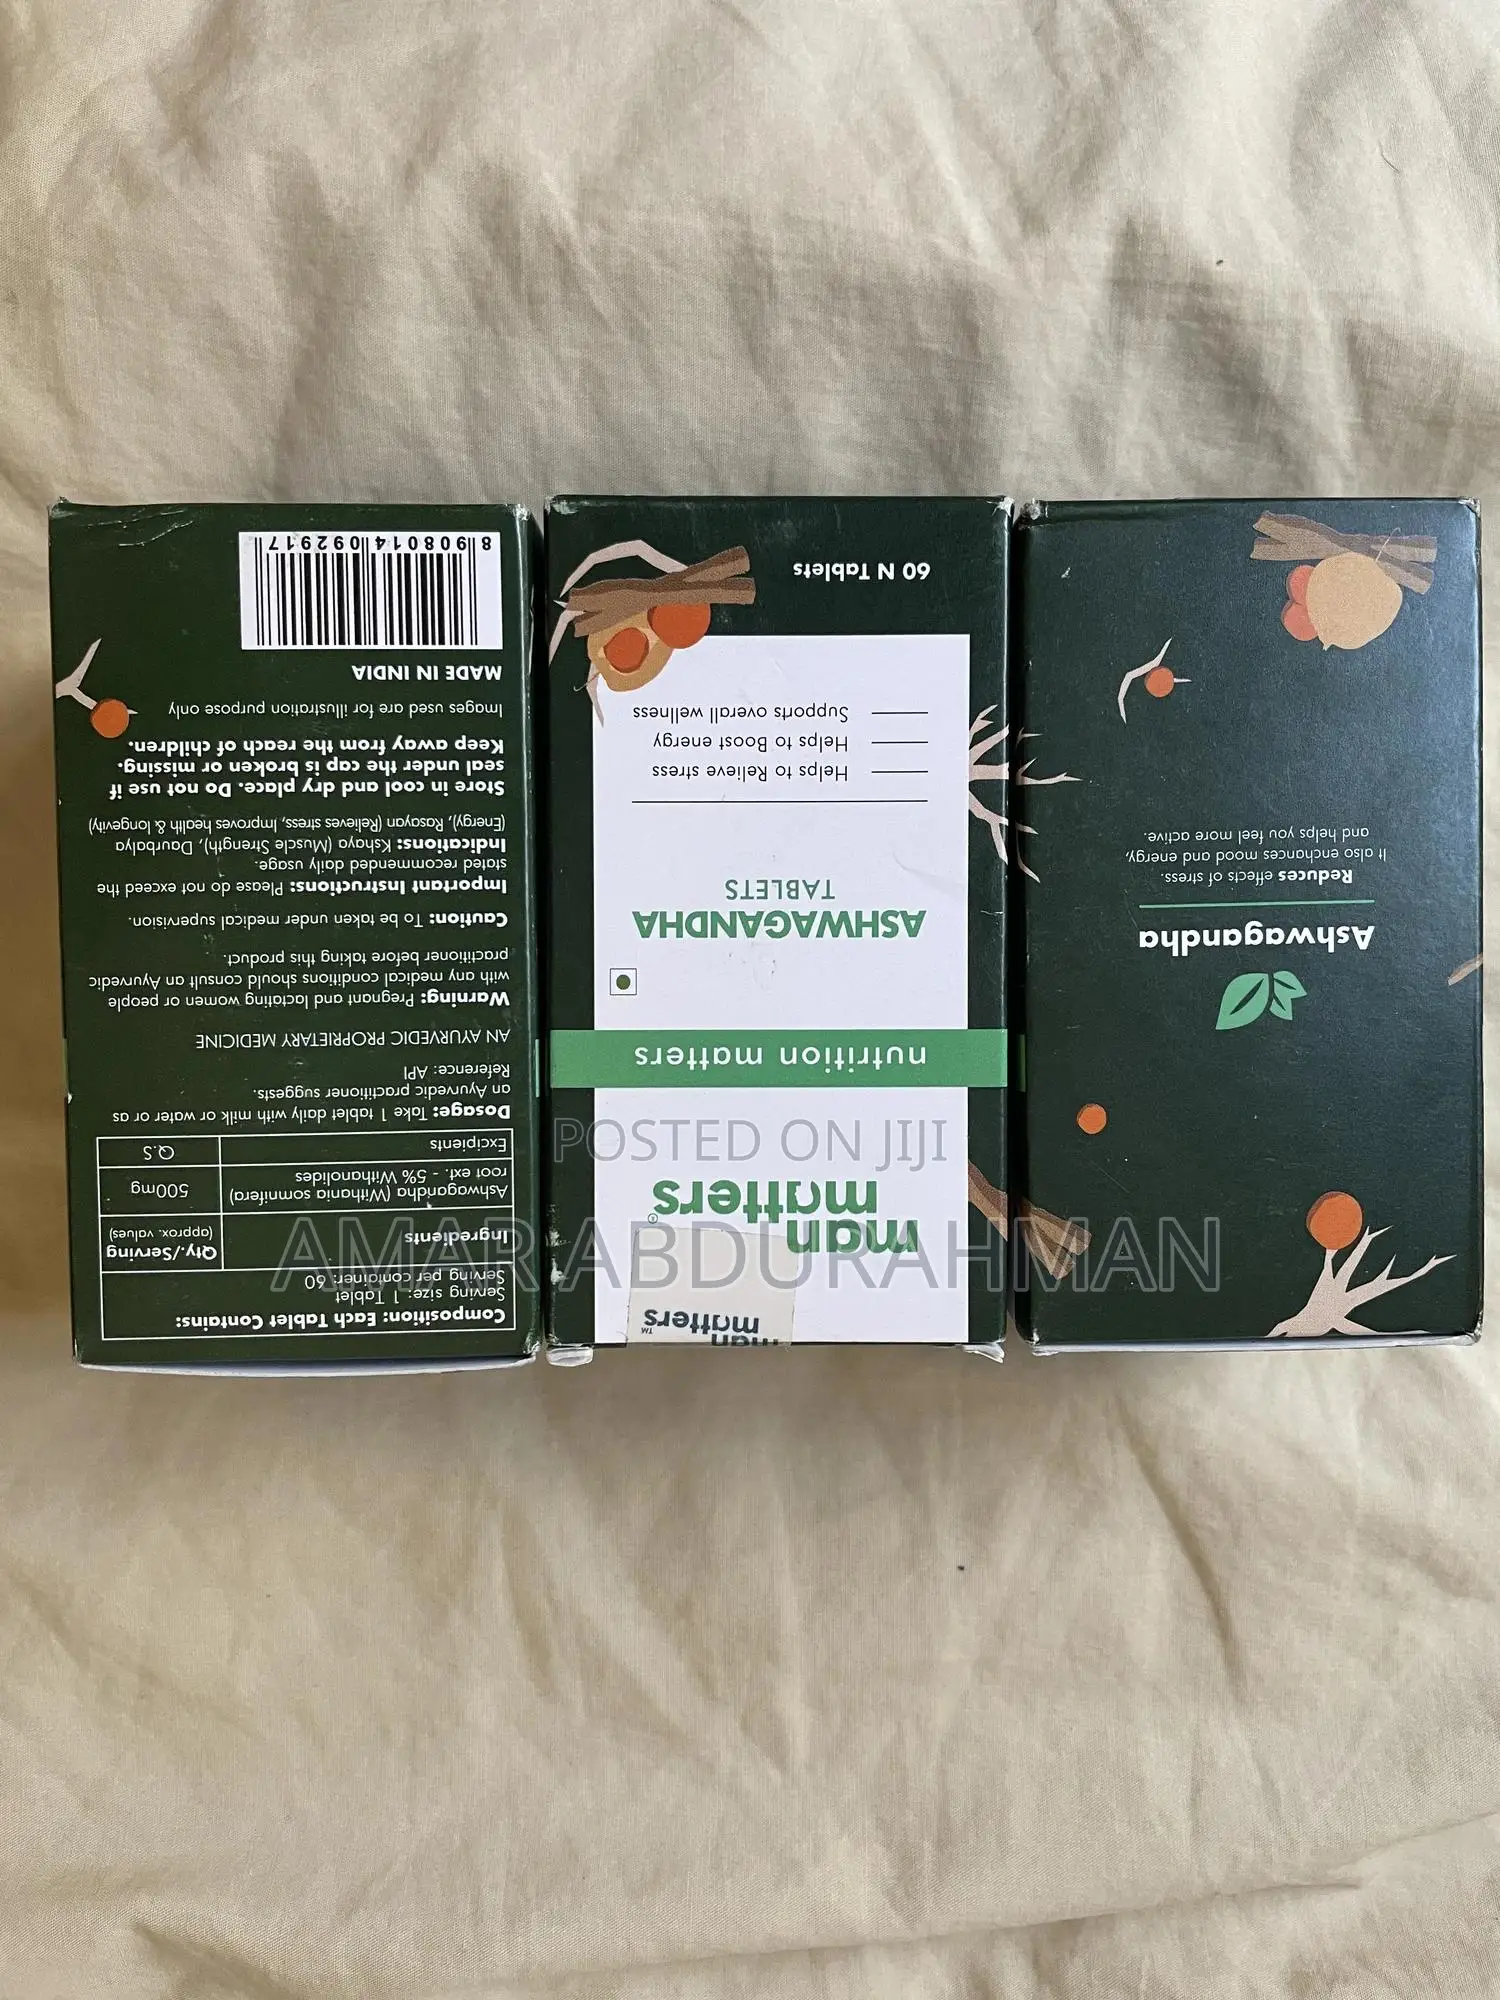 Composition: Each Tablet Contains:
Serving size: 1 Tablet
Serving per container: 60
Ingredients
Qty./Serving
(approx. values)
Ashwagandha (Withania somnifera)
root ext. - 5% Withanolides
500mg
Excipients
Q.S
Dosage: Take 1 tablet daily with milk or water or as
an Ayurvedic practitioner suggests.
Reference: API
AN AYURVEDIC PROPRIETARY MEDICINE
Warning: Pregnant and lactating women or people
with any medical conditions should consult an Ayurvedic
practitioner before taking this product.
Caution: To be taken under medical supervision.
Important Instructions: Please do not exceed the
stated recommended daily usage.
Indications: Kshaya (Muscle Strength), Daurbalya
(Energy), Rasayan (Relieves stress, Improves health & longevity)
Store in cool and dry place. Do not use if
seal under the cap is broken or missing.
Keep away from the reach of children.
Images used are for illustration purpose only
MADE IN INDIA
8 908014 092917
man
matters™
man
matters®
nutrition matters
ASHWAGANDHA
TABLETS
Helps to Relieve stress
Helps to Boost energy
Supports overall wellness
60 N Tablets
Ashwagandha
Reduces effects of stress.
It also enchances mood and energy,
and helps you feel more active.
POSTED ON JIJI
AMAR ABDURAHMAN